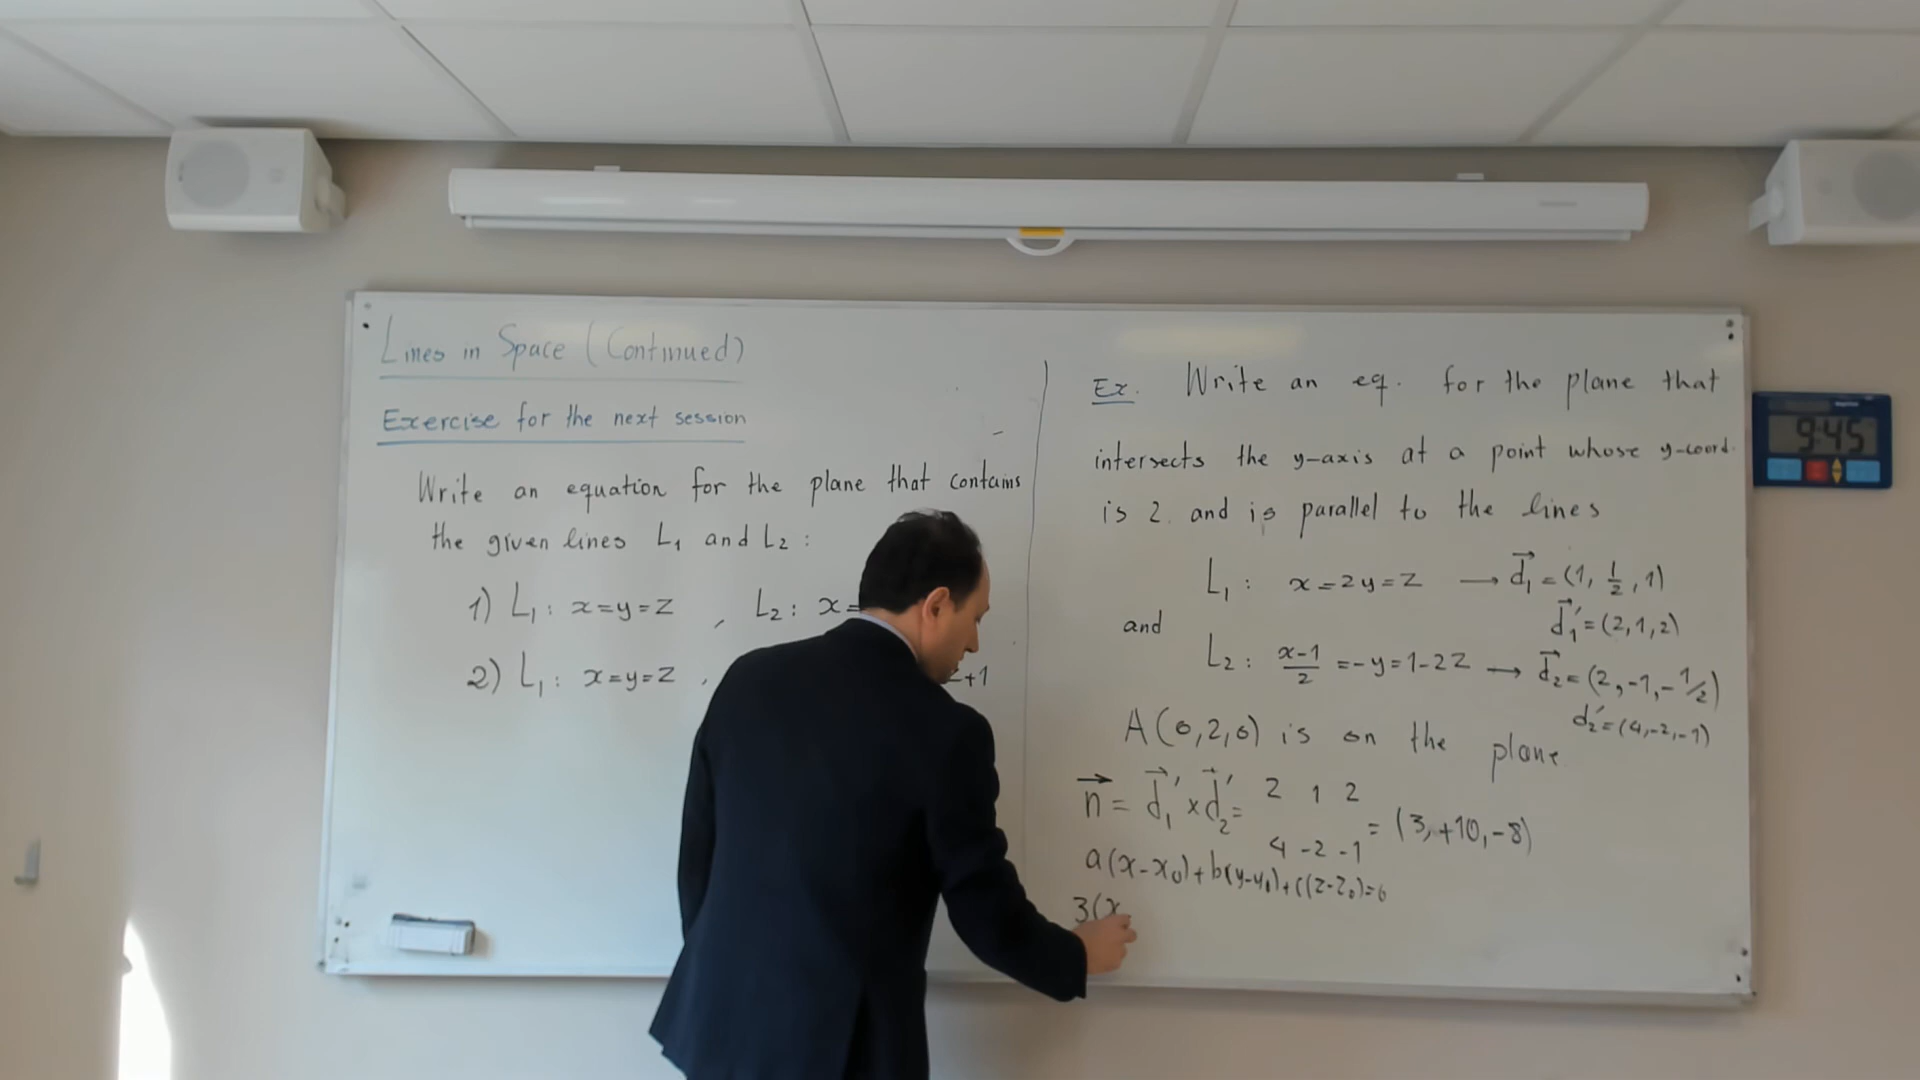 Lines in Space (Continued)
Exercise for the next session
Write an equation for the plane that contains
the given lines L₁ and L₂ :
1) L₁ : x=y=z , L₂ : x=
2) L₁ : x=y=z , z+1
Ex. Write an eq. for the plane that
intersects the y-axis at a point whose y-coord.
is 2 and is parallel to the lines
L₁ : x=2y=z → d⃗₁ = (1, 1/2, 1)
d⃗₁' = (2,1,2)
and
L₂ : (x-1)/2 = -y = 1-2z → d⃗₂ = (2,-1,-1/2)
d₂' = (4,-2,-1)
A(0,2,0) is on the plane
n⃗ = d⃗₁' × d⃗₂' = 2 1 2
4 -2 -1 = (3,+10,-8)
a(x-x₀)+b(y-y₀)+c(z-z₀)=0
3(x
9:45